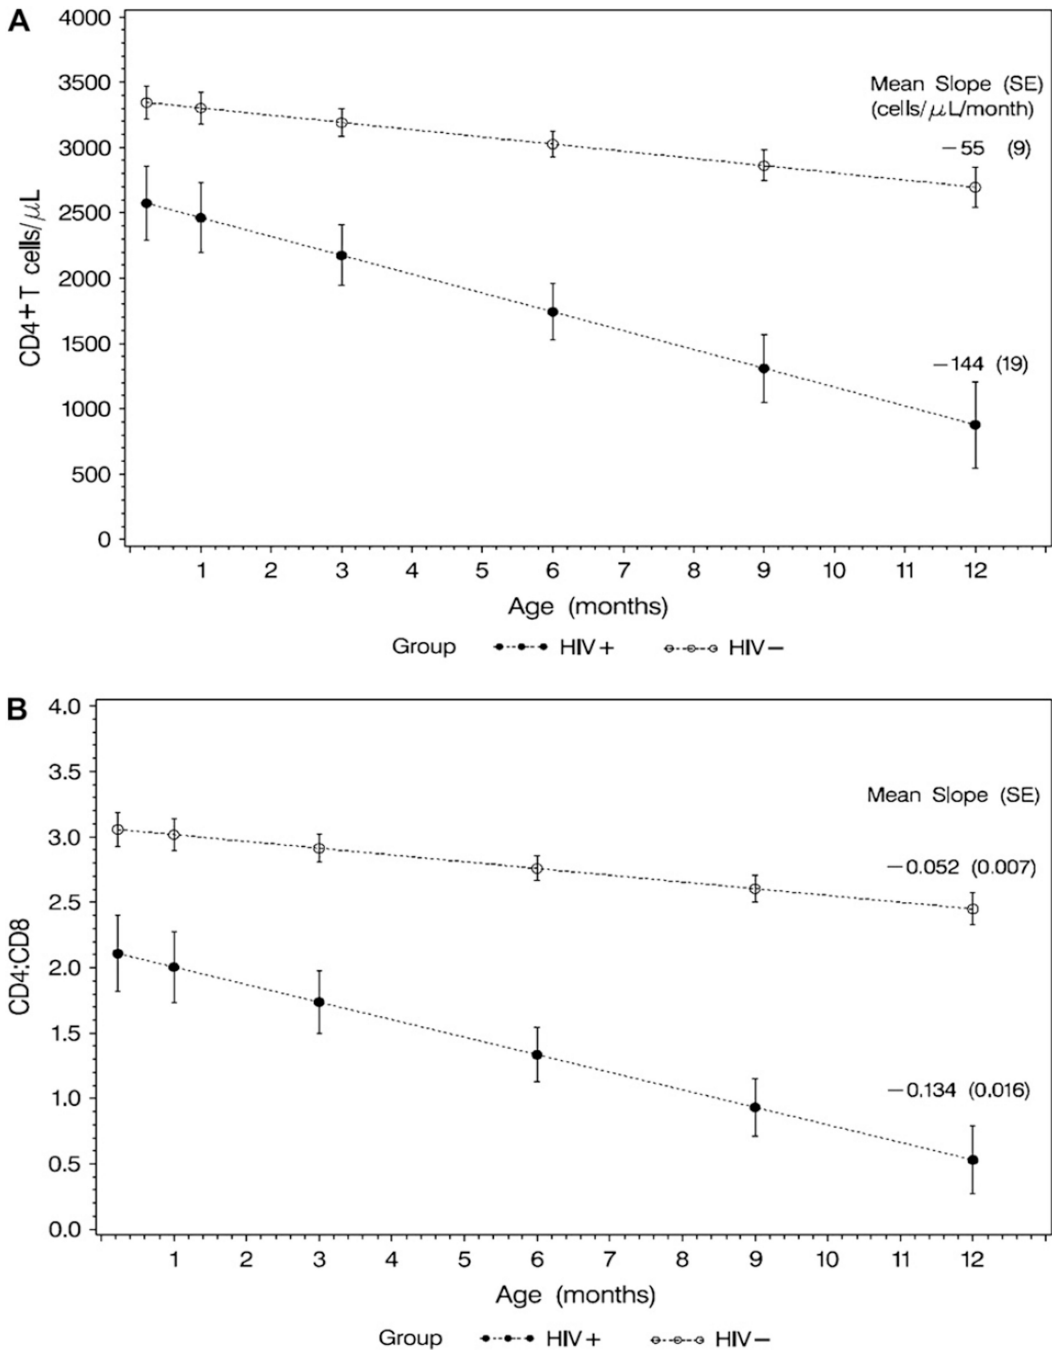 A
4000
3500
3000
2500
2000
1500
1000
500
0
CD4+T cells/μL
Mean Slope (SE)
(cells/μL/month)
−55 (9)
−144 (19)
1 2 3 4 5 6 7 8 9 10 11 12
Age (months)
Group HIV+ HIV−
B
4.0
3.5
3.0
2.5
2.0
1.5
1.0
0.5
0.0
CD4:CD8
Mean Slope (SE)
−0.052 (0.007)
−0.134 (0.016)
1 2 3 4 5 6 7 8 9 10 11 12
Age (months)
Group HIV+ HIV−